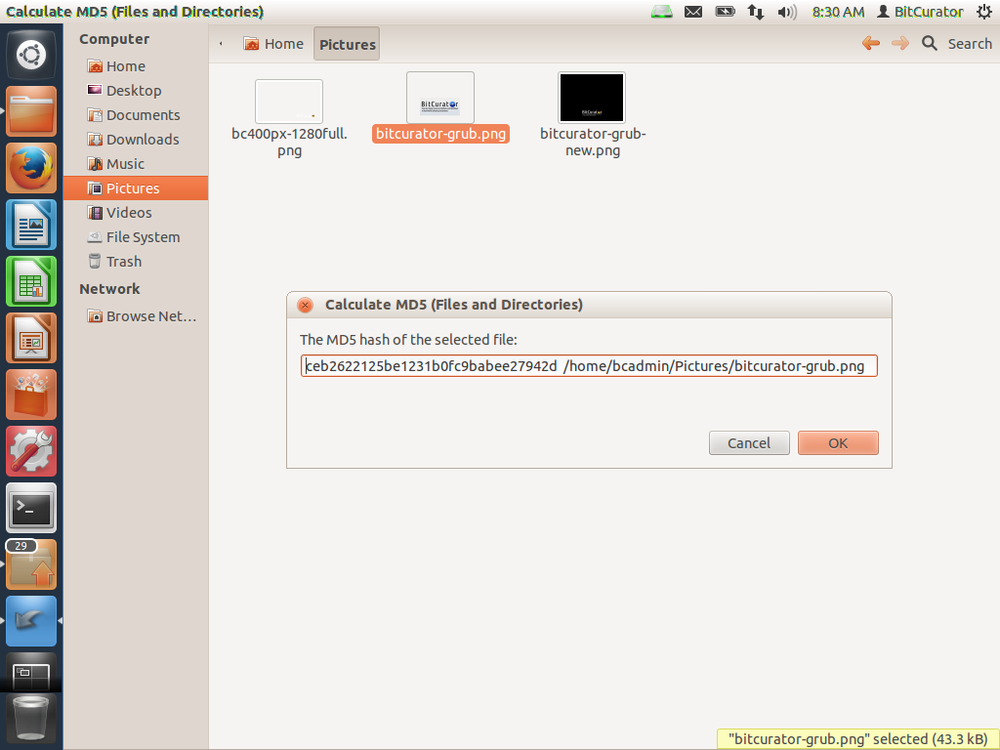 Calculate MD5 (Files and Directories)
8:30 AM
BitCurator
Computer
Home
Desktop
Documents
Downloads
Music
Pictures
Videos
File System
Trash
Network
Browse Net...
Home
Pictures
Search
bc400px-1280full.
png
BitCurator
bitcurator-grub.png
bitcurator-grub-
new.png
Calculate MD5 (Files and Directories)
The MD5 hash of the selected file:
ceb2622125be1231b0fc9babee27942d /home/bcadmin/Pictures/bitcurator-grub.png
Cancel
OK
29
"bitcurator-grub.png" selected (43.3 kB)